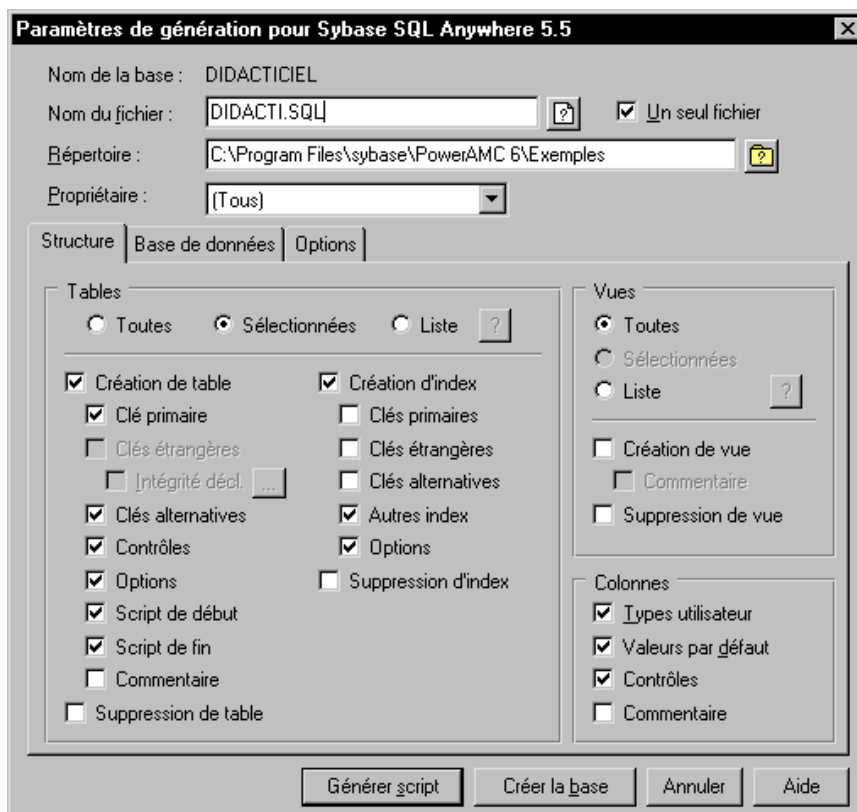 Paramètres de génération pour Sybase SQL Anywhere 5.5
Nom de la base : DIDACTICIEL
Nom du fichier : DIDACTI.SQL Un seul fichier
Répertoire : C:\Program Files\sybase\PowerAMC 6\Exemples
Propriétaire : (Tous)
Structure Base de données Options
Tables
Toutes Sélectionnées Liste ?
Création de table
Clé primaire
Clés étrangères
Intégrité décl. ...
Clés alternatives
Contrôles
Options
Script de début
Script de fin
Commentaire
Suppression de table
Création d'index
Clés primaires
Clés étrangères
Clés alternatives
Autres index
Options
Suppression d'index
Vues
Toutes
Sélectionnées
Liste ?
Création de vue
Commentaire
Suppression de vue
Colonnes
Types utilisateur
Valeurs par défaut
Contrôles
Commentaire
Générer script Créer la base Annuler Aide